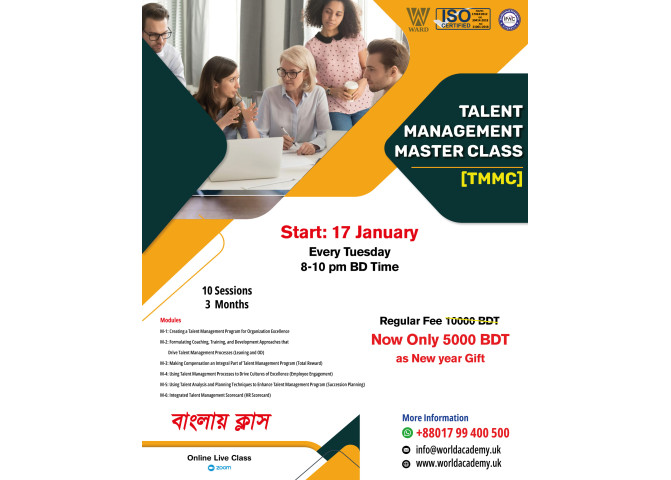 WARD
ISO
CERTIFIED
TALENT
MANAGEMENT
MASTER CLASS
[TMMC]
Start: 17 January
Every Tuesday
8-10 pm BD Time
10 Sessions
3 Months
Modules
M-1: Creating a Talent Management Program for Organization Excellence
M-2: Formulating Coaching, Training, and Development Approaches that
Drive Talent Management Processes (Leaning and OD)
M-3: Making Compensation an Integral Part of Talent Management Program (Total Reward)
M-4: Using Talent Management Processes to Drive Cultures of Excellence (Employee Engagement)
M-5: Using Talent Analysis and Planning Techniques to Enhance Talent Management Program (Succession Planning)
M-6: Integrated Talent Management Scorecard (HR Scorecard)
Regular Fee 10000 BDT
Now Only 5000 BDT
as New year Gift
বাংলায় ক্লাস
Online Live Class
zoom
More Information
+88017 99 400 500
info@worldacademy.uk
www.worldacademy.uk